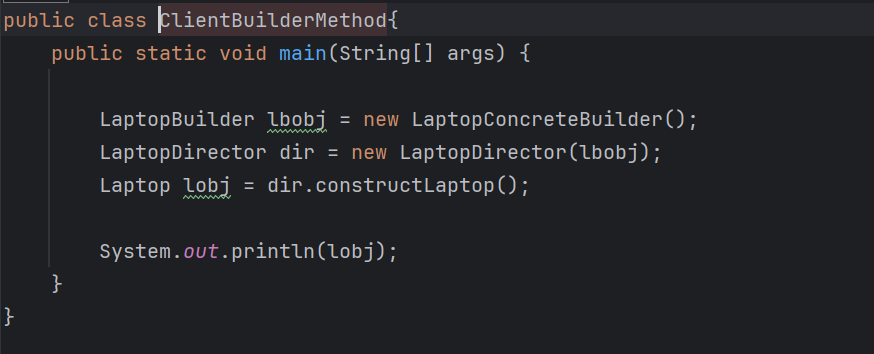 public class ClientBuilderMethod{
    public static void main(String[] args) {
        LaptopBuilder lbobj = new LaptopConcreteBuilder();
        LaptopDirector dir = new LaptopDirector(lbobj);
        Laptop lobj = dir.constructLaptop();
        System.out.println(lobj);
    }
}